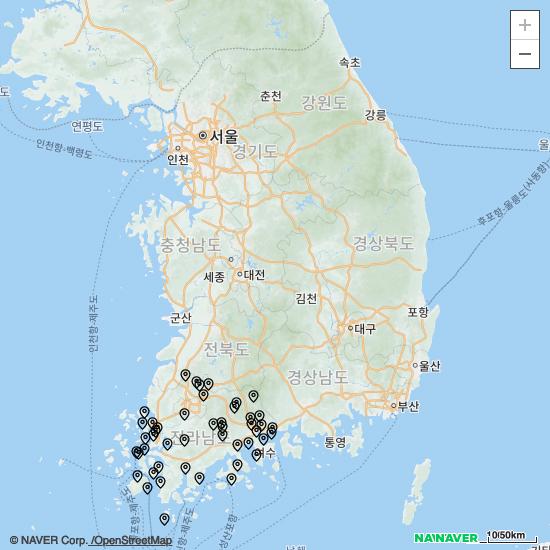 +
−
속초
춘천
강원도
강릉
도
연평도
서울
인천
경기도
울
인천항-백령도
후포항-울릉도(사동항)
충청남도
경상북도
세종
대전
김천
인천항-제주도
군산
포항
대구
전북도
울산
경상남도
부산
전라남도
통영
여수
© NAVER Corp. /OpenStreetMap
NAVER
10/50km